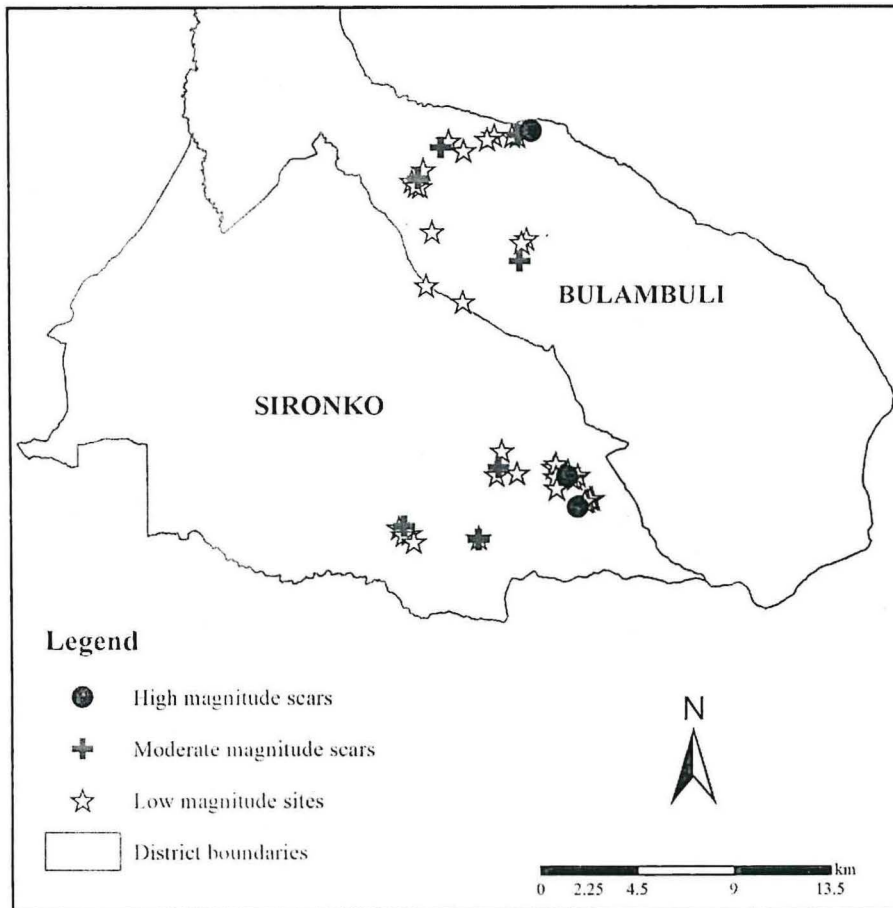 BULAMBULI
SIRONKO
Legend
High magnitude scars
Moderate magnitude scars
Low magnitude sites
District boundaries
N
km
0 2.25 4.5 9 13.5